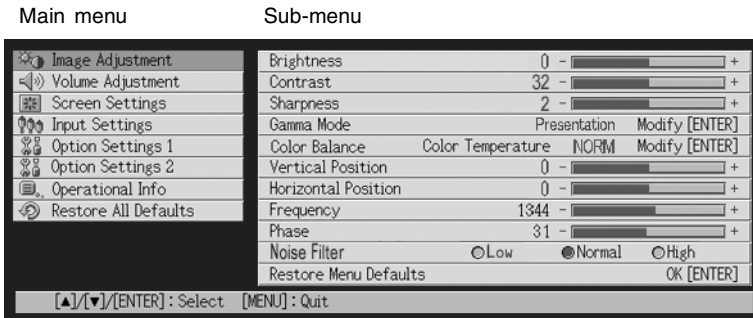 Main menu Sub-menu
Image Adjustment
Volume Adjustment
Screen Settings
Input Settings
Option Settings 1
Option Settings 2
Operational Info
Restore All Defaults
Brightness 0 - +
Contrast 32 - +
Sharpness 2 - +
Gamma Mode Presentation Modify [ENTER]
Color Balance Color Temperature NORM Modify [ENTER]
Vertical Position 0 - +
Horizontal Position 0 - +
Frequency 1344 - +
Phase 31 - +
Noise Filter Low Normal High
Restore Menu Defaults OK [ENTER]
[▲]/[▼]/[ENTER] : Select [MENU] : Quit